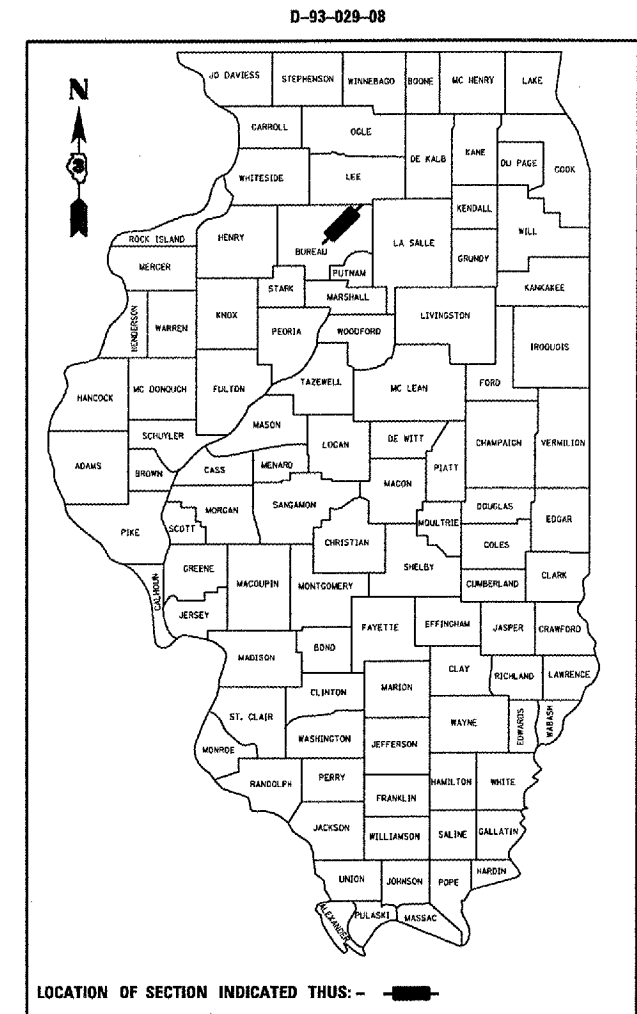 D-93-029-08
JO DAVIESS STEPHENSON WINNEBAGO BOONE MC HENRY LAKE
N
CARROLL OGLE
3
DE KALB KANE DU PAGE COOK
WHITESIDE LEE
KENDALL
ROCK ISLAND HENRY BUREAU LA SALLE WILL
MERCER PUTNAM GRUNDY
STARK MARSHALL KANKAKEE
HENDERSON WARREN KNOX PEORIA WOODFORD LIVINGSTON IROQUOIS
HANCOCK MC DONOUGH FULTON TAZEWELL MC LEAN FORD
SCHUYLER MASON LOGAN DE WITT CHAMPAIGN VERMILION
ADAMS BROWN CASS MENARD MACON PIATT
PIKE SCOTT MORGAN SANGAMON MOULTRIE DOUGLAS EDGAR
CHRISTIAN COLES
CALHOUN GREENE MACOUPIN MONTGOMERY SHELBY CUMBERLAND CLARK
JERSEY
FAYETTE EFFINGHAM JASPER CRAWFORD
MADISON BOND
CLAY RICHLAND LAWRENCE
CLINTON MARION
ST. CLAIR WAYNE EDWARDS WABASH
MONROE WASHINGTON JEFFERSON
RANDOLPH PERRY HAMILTON WHITE
FRANKLIN
JACKSON WILLIAMSON SALINE GALLATIN
UNION JOHNSON POPE HARDIN
ALEXANDER PULASKI MASSAC
LOCATION OF SECTION INDICATED THUS: -